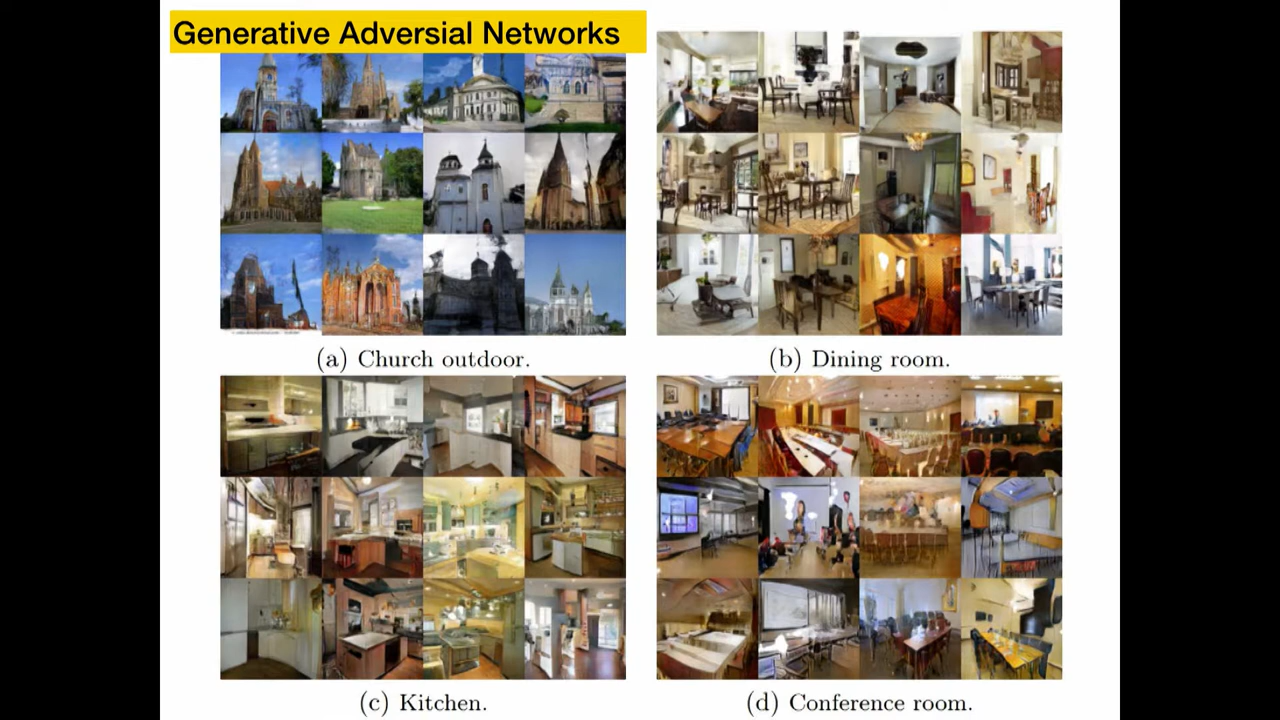 Generative Adversial Networks
(a) Church outdoor.
(b) Dining room.
(c) Kitchen.
(d) Conference room.